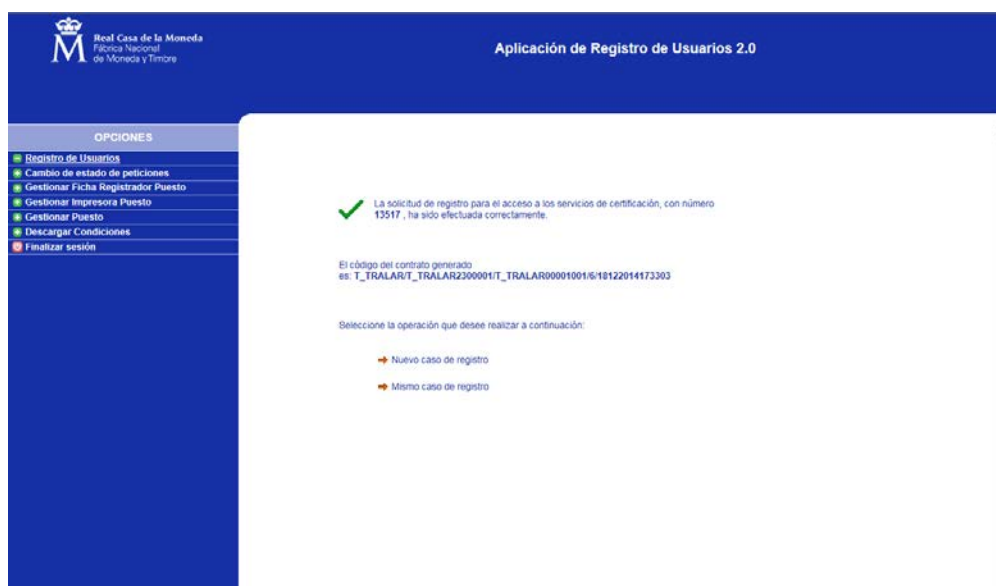 Real Casa de la Moneda
Fábrica Nacional
de Moneda y Timbre
Aplicación de Registro de Usuarios 2.0
OPCIONES
Registro de Usuarios
Cambio de estado de peticiones
Gestionar Ficha Registrador Puesto
Gestionar Impresora Puesto
Gestionar Puesto
Descargar Condiciones
Finalizar sesión
La solicitud de registro para el acceso a los servicios de certificación, con número
13517 , ha sido efectuada correctamente.
El código del contrato generado
es: T_TRALAR/T_TRALAR2300001/T_TRALAR00001001/6/18122014173303
Seleccione la operación que desee realizar a continuación:
Nuevo caso de registro
Mismo caso de registro